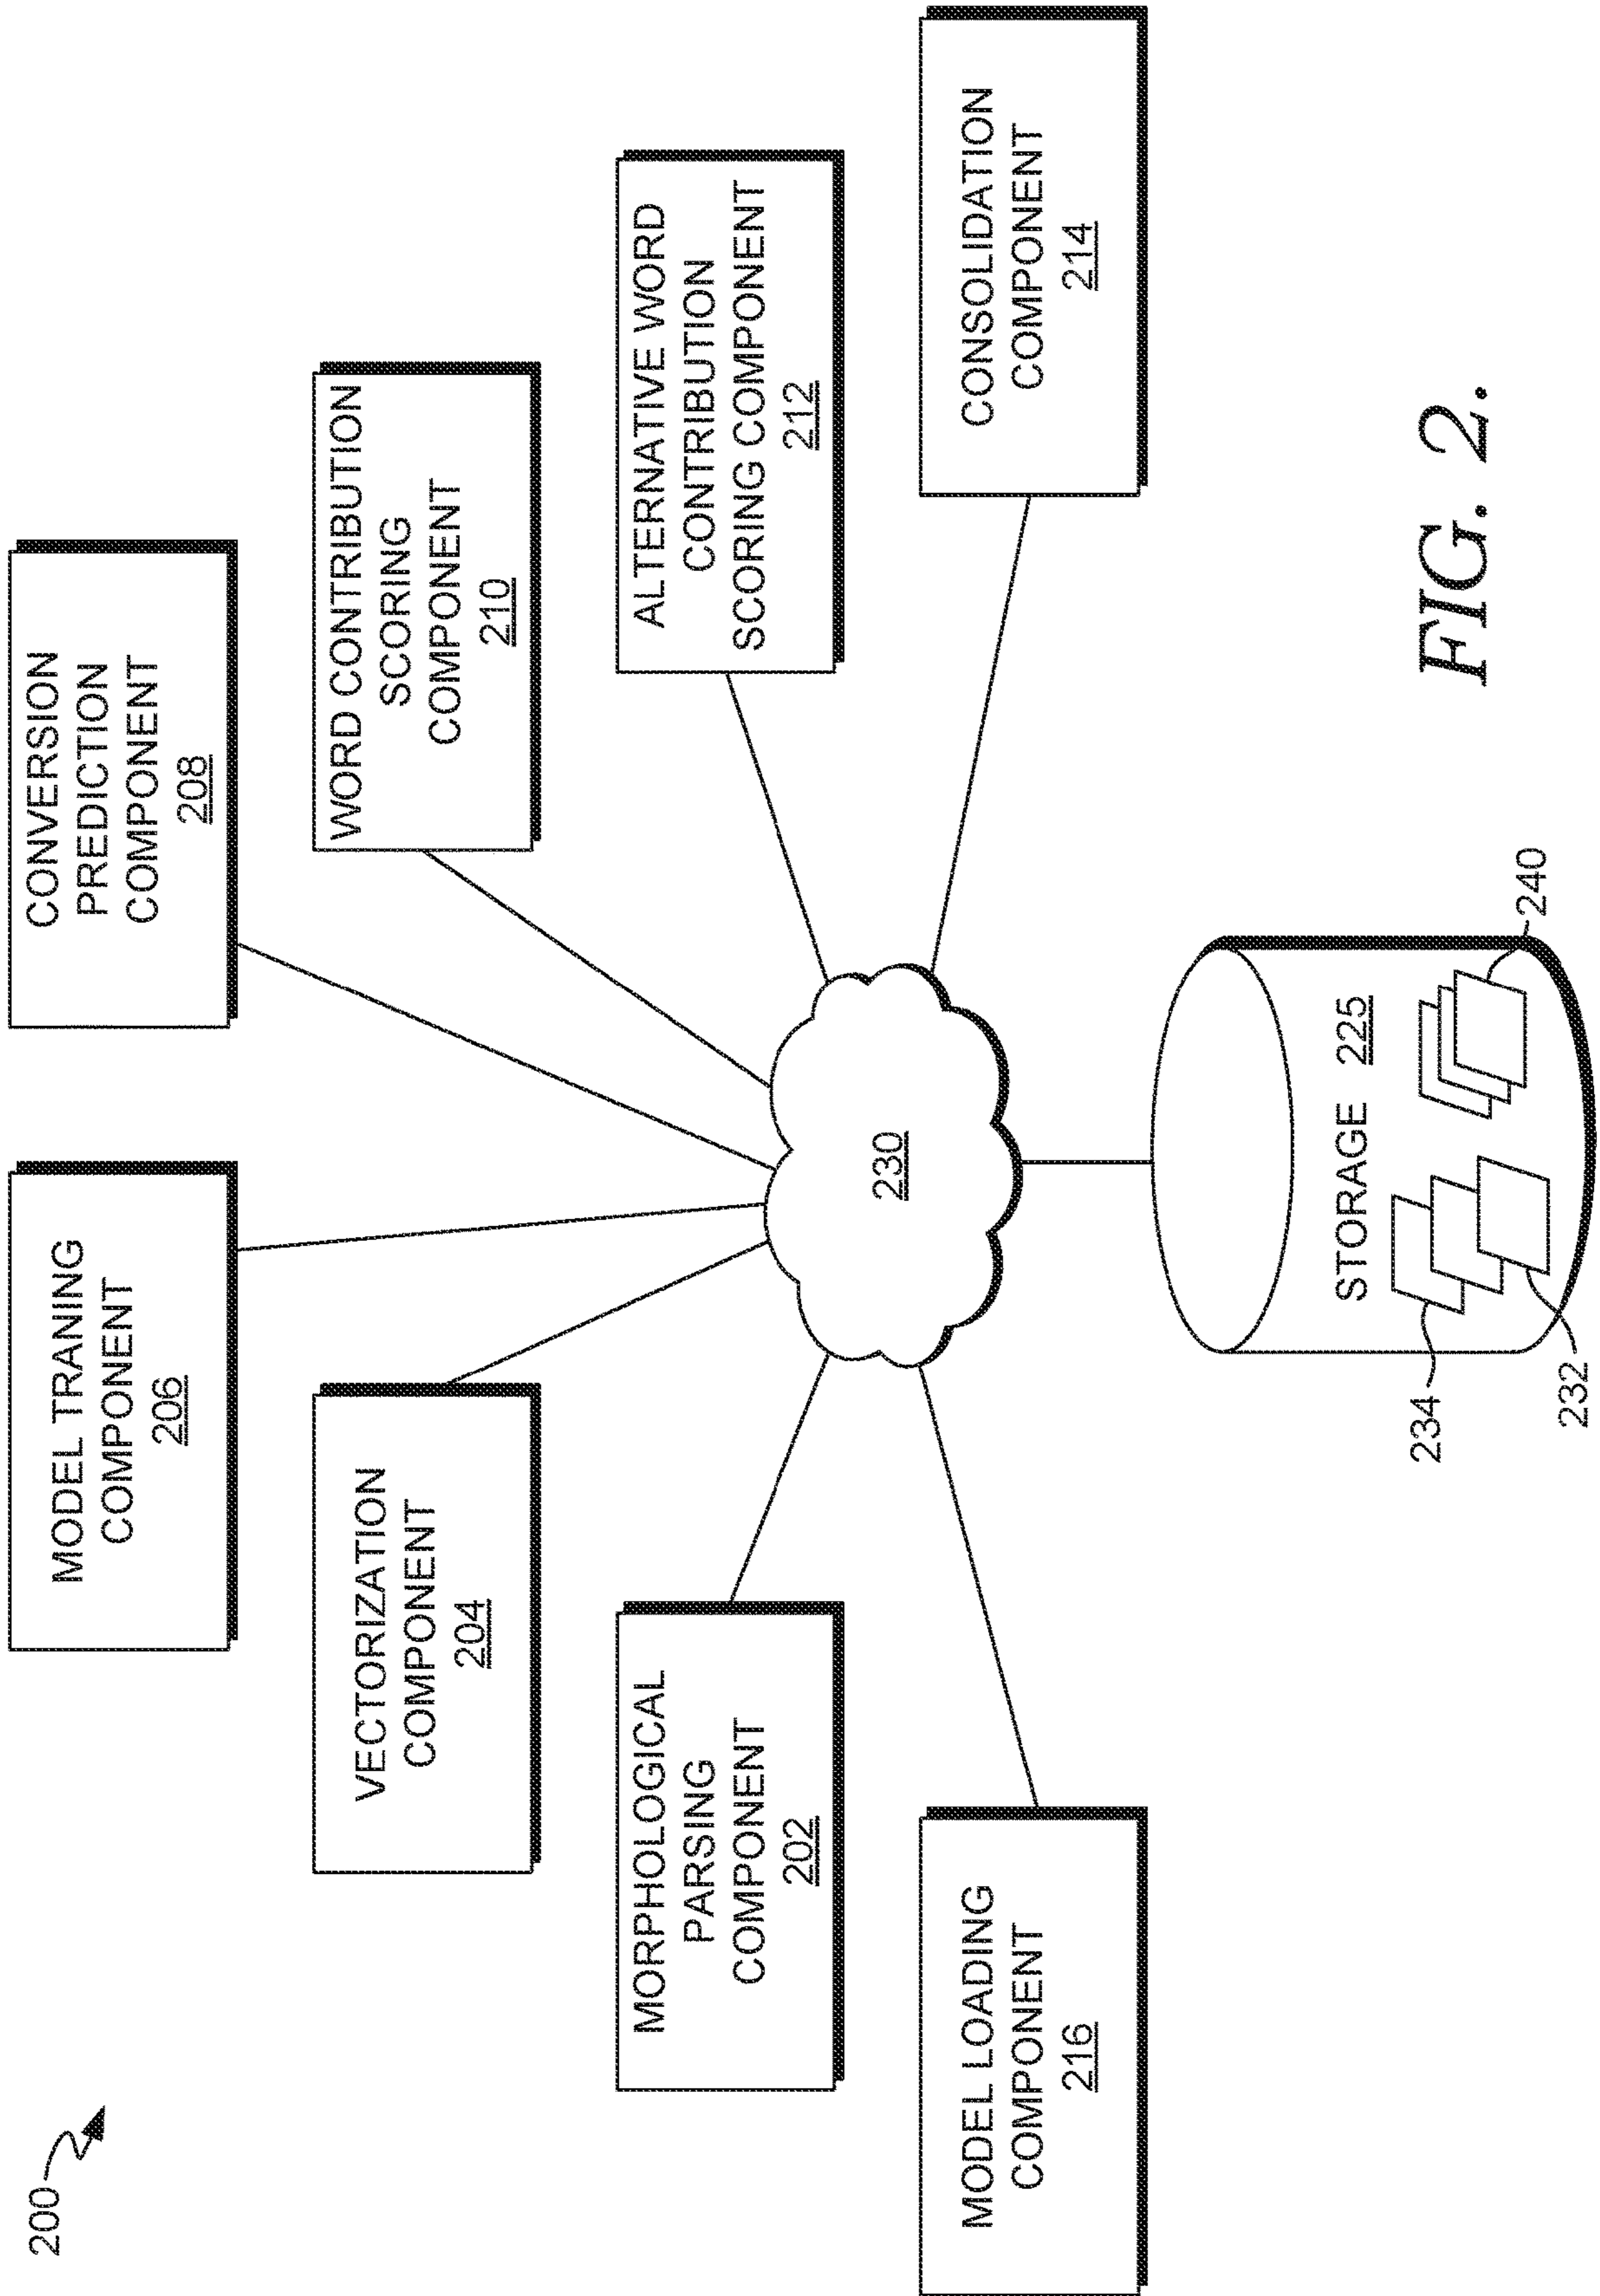 200
MODEL TRAINING
COMPONENT
206
CONVERSION
PREDICTION
COMPONENT
208
VECTORIZATION
COMPONENT
204
WORD CONTRIBUTION
SCORING
COMPONENT
210
MORPHOLOGICAL
PARSING
COMPONENT
202
ALTERNATIVE WORD
CONTRIBUTION
SCORING COMPONENT
212
MODEL LOADING
COMPONENT
216
230
CONSOLIDATION
COMPONENT
214
STORAGE 225
234
232
240
FIG. 2.